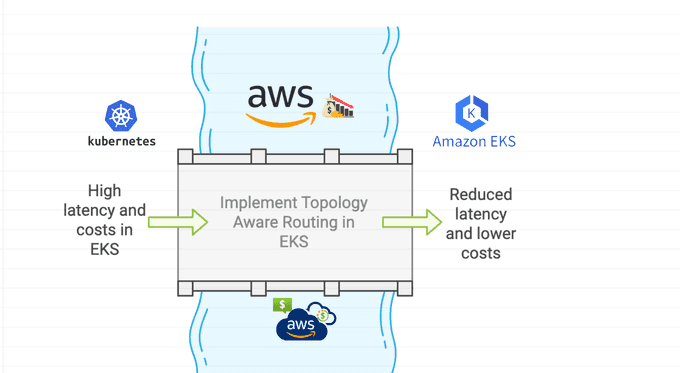 aws
kubernetes
Amazon EKS
High
latency and
costs in
EKS
Implement Topology
Aware Routing in
EKS
Reduced
latency
and lower
costs
aws